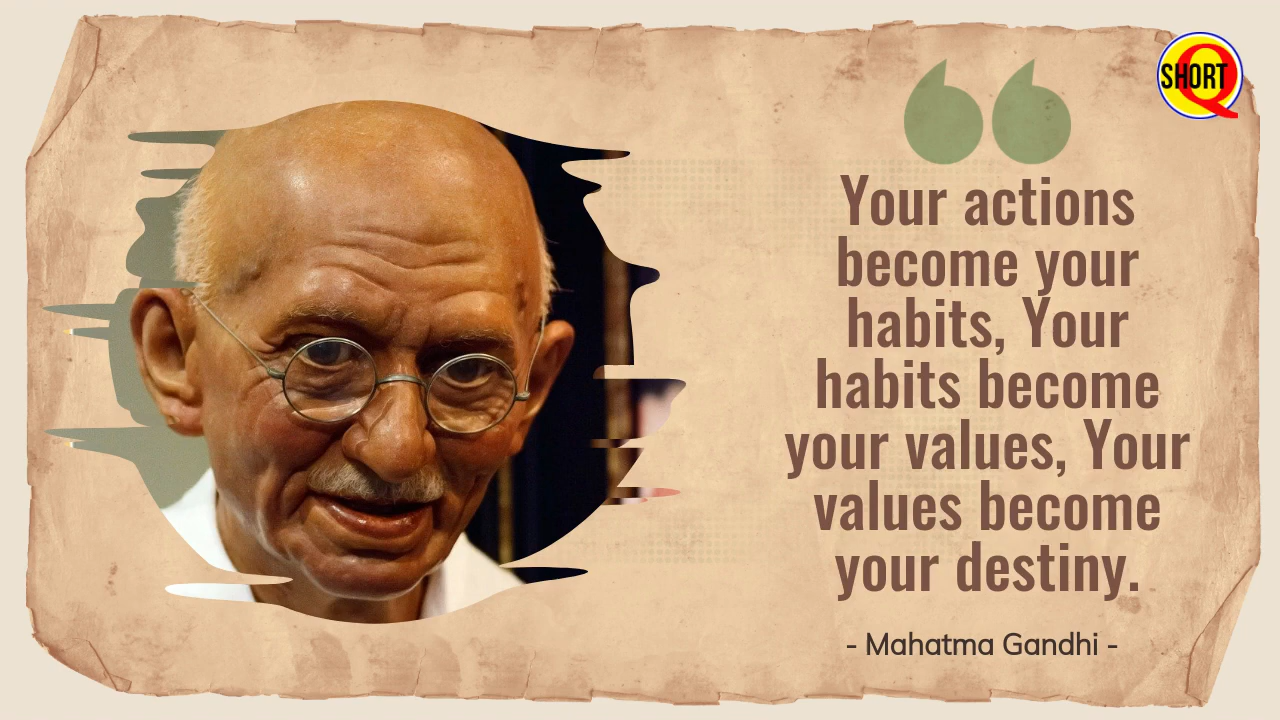 SHORT Q
Your actions
become your
habits, Your
habits become
your values, Your
values become
your destiny.
- Mahatma Gandhi -